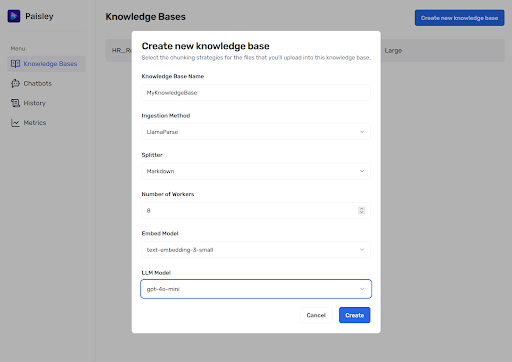 Paisley
Menu
Knowledge Bases
Chatbots
History
Metrics
Knowledge Bases
Create new knowledge base
Large
Create new knowledge base
Select the chunking strategies for the files that you'll upload into this knowledge base.
Knowledge Base Name
MyKnowledgeBase
Ingestion Method
LlamaParse
Splitter
Markdown
Number of Workers
8
Embed Model
text-embedding-3-small
LLM Model
gpt-4o-mini
Cancel
Create